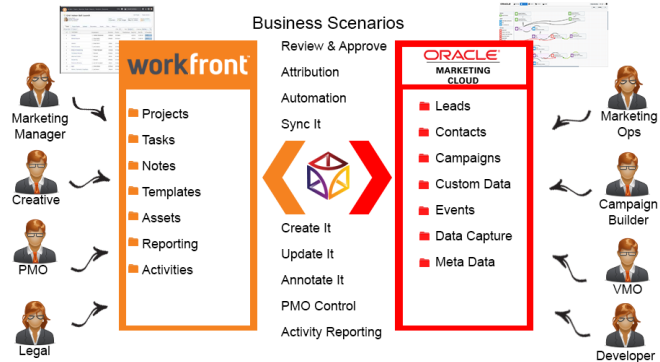 Business Scenarios
workfront
Projects
Tasks
Notes
Templates
Assets
Reporting
Activities
Review & Approve
Attribution
Automation
Sync It
Create It
Update It
Annotate It
PMO Control
Activity Reporting
ORACLE
MARKETING
CLOUD
Leads
Contacts
Campaigns
Custom Data
Events
Data Capture
Meta Data
Marketing
Manager
Creative
PMO
Legal
Marketing
Ops
Campaign
Builder
VMO
Developer